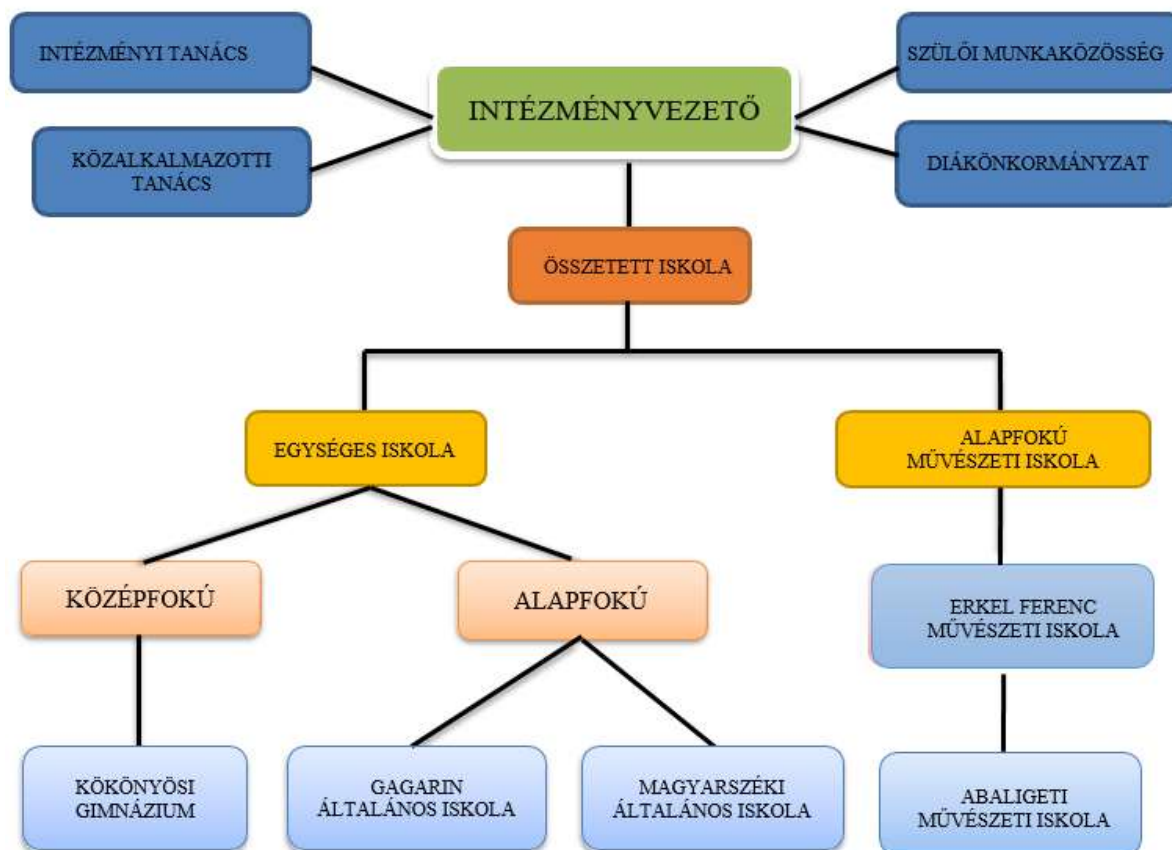 INTÉZMÉNYI TANÁCS
SZÜLŐI MUNKAKÖZÖSSÉG
INTÉZMÉNYVEZETŐ
KÖZALKALMAZOTTI
TANÁCS
DIÁKÖNKORMÁNYZAT
ÖSSZETETT ISKOLA
EGYSÉGES ISKOLA
ALAPFOKÚ
MŰVÉSZETI ISKOLA
KÖZÉPFOKÚ
ALAPFOKÚ
ERKEL FERENC
MŰVÉSZETI ISKOLA
KÖKÖNYÖSI
GIMNÁZIUM
GAGARIN
ÁLTALÁNOS ISKOLA
MAGYARSZÉKI
ÁLTALÁNOS ISKOLA
ABALIGETI
MŰVÉSZETI ISKOLA